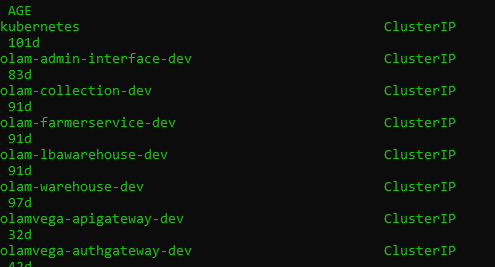 AGE
kubernetes ClusterIP
101d
olam-admin-interface-dev ClusterIP
83d
olam-collection-dev ClusterIP
91d
olam-farmerservice-dev ClusterIP
91d
olam-lbawarehouse-dev ClusterIP
91d
olam-warehouse-dev ClusterIP
97d
olamvega-apigateway-dev ClusterIP
32d
olamvega-authgateway-dev ClusterIP
42d